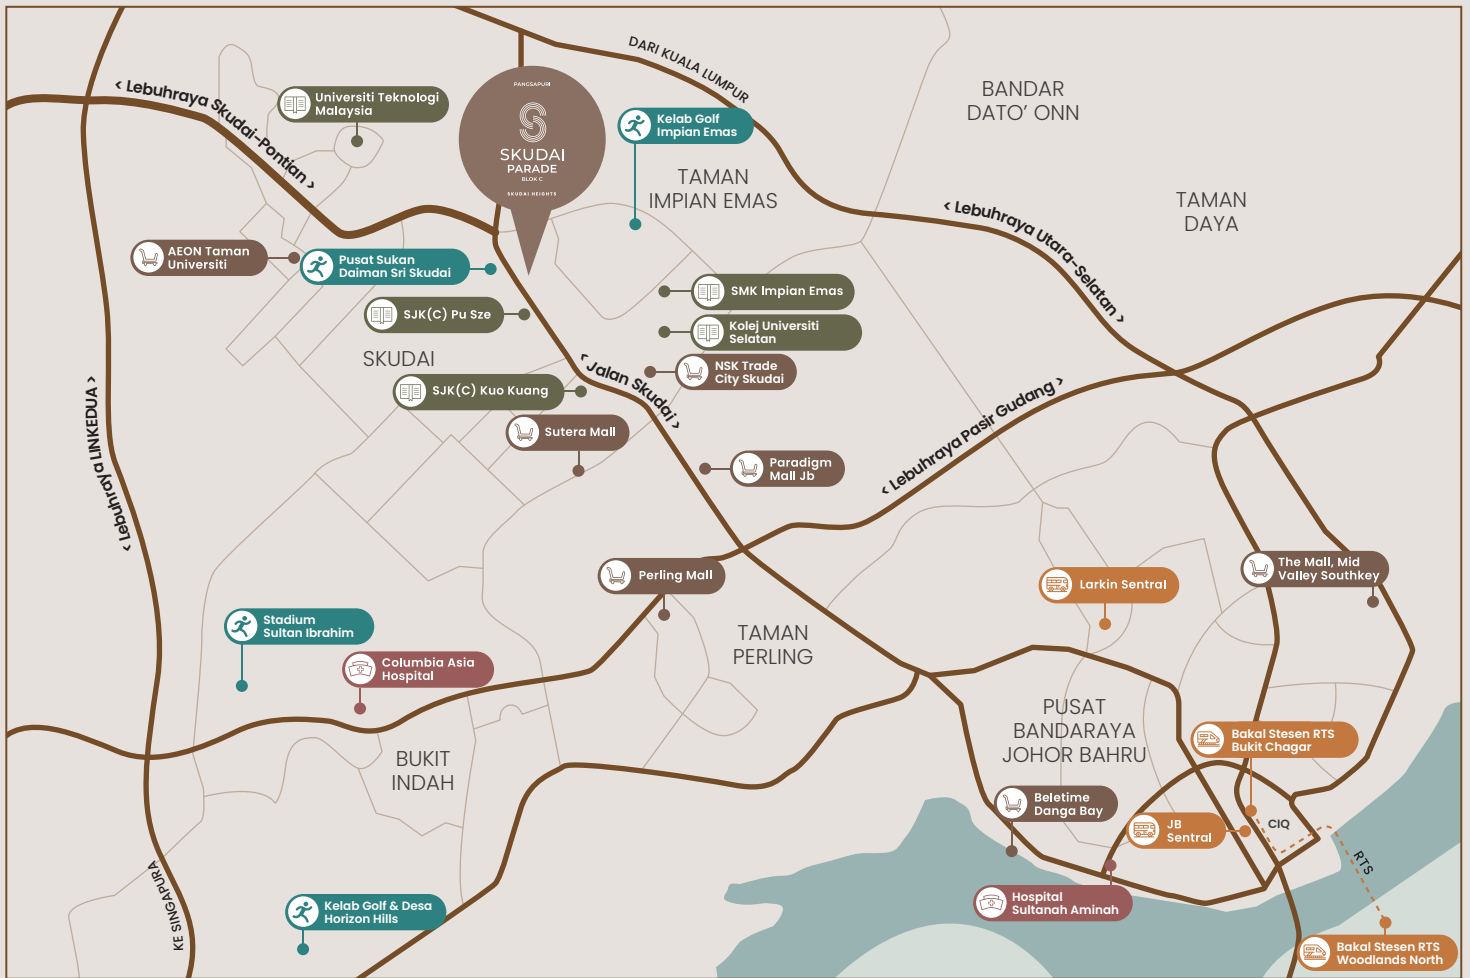 DARI KUALA LUMPUR
PANGSAPURI
SKUDAI
PARADE
BLOK C
SKUDAI HEIGHTS
< Lebuhraya Skudai-Pontian >
Universiti Teknologi
Malaysia
Kelab Golf
Impian Emas
BANDAR
DATO' ONN
TAMAN
IMPIAN EMAS
TAMAN
DAYA
< Lebuhraya Utara-Selatan >
AEON Taman
Universiti
Pusat Sukan
Daiman Sri Skudai
SMK Impian Emas
SJK(C) Pu Sze
Kolej Universiti
Selatan
SKUDAI
< Jalan Skudai >
NSK Trade
City Skudai
SJK(C) Kuo Kuang
< Lebuhraya Pasir Gudang >
< Lebuhraya LINKEDUA >
Sutera Mall
Paradigm
Mall Jb
Perling Mall
Larkin Sentral
The Mall, Mid
Valley Southkey
Stadium
Sultan Ibrahim
TAMAN
PERLING
Columbia Asia
Hospital
PUSAT
BANDARAYA
JOHOR BAHRU
Bakal Stesen RTS
Bukit Chagar
BUKIT
INDAH
Beletime
Danga Bay
JB
Sentral
CIQ
RTS
KE SINGAPURA
Hospital
Sultanah Aminah
Kelab Golf & Desa
Horizon Hills
Bakal Stesen RTS
Woodlands North